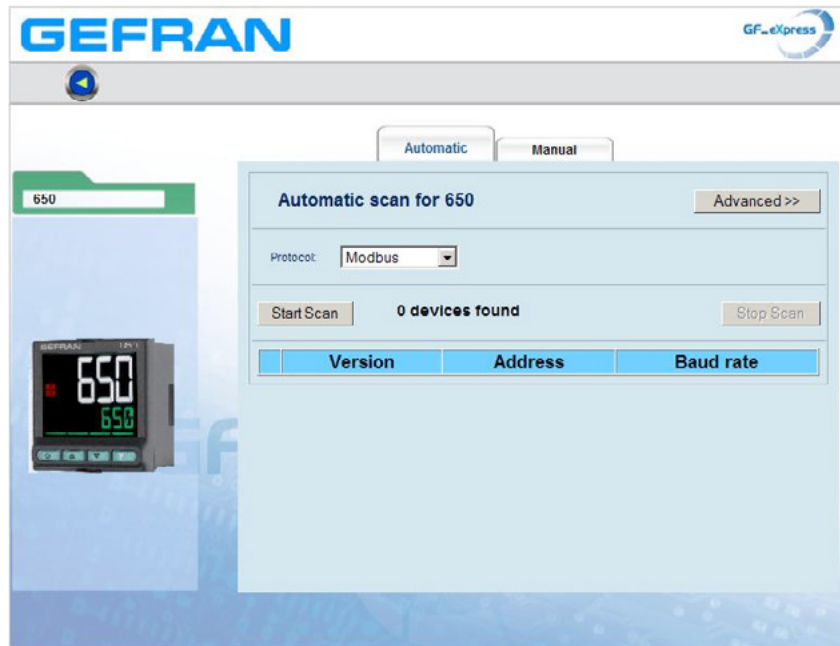 GEFRAN
GF_eXpress
Automatic
Manual
650
Automatic scan for 650
Advanced >>
Protocol:
Modbus
Start Scan
0 devices found
Stop Scan
Version
Address
Baud rate
GEFRAN
650
650